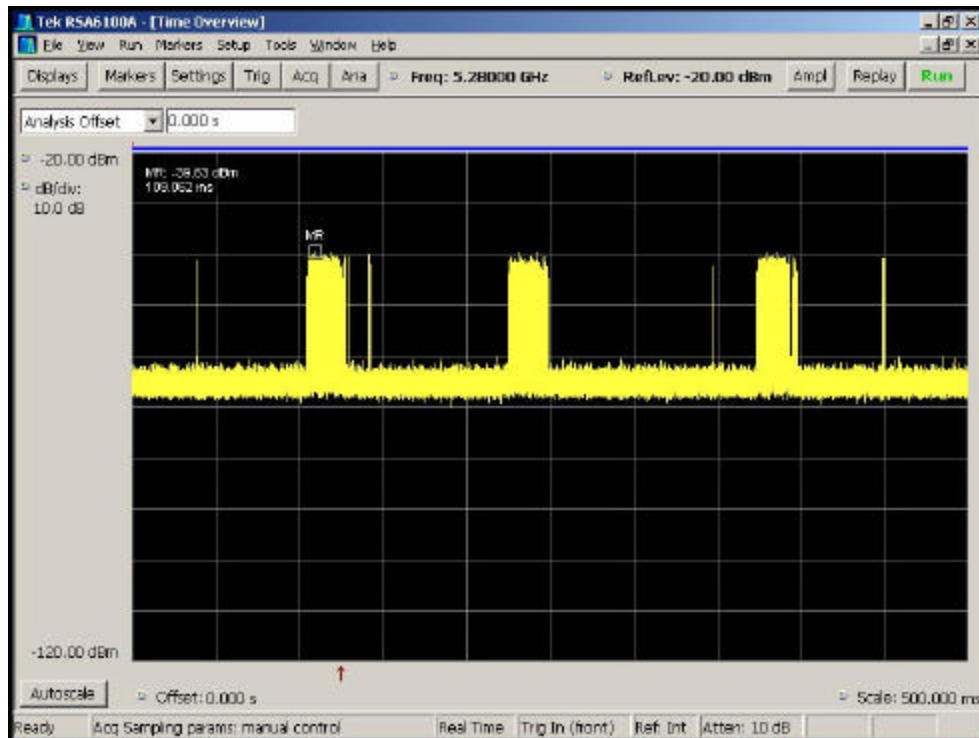 Tek RSA6100A - [Time Overview]
File View Run Markers Setup Tools Window Help
Displays Markers Settings Trig Acq Ana Freq: 5.28000 GHz RefLev: -20.00 dBm Ampl Replay Run
Analysis Offset 0.000 s
-20.00 dBm
dB/div:
10.0 dB
MR: -39.63 dBm
109.062 ms
MR
-120.00 dBm
Autoscale Offset: 0.000 s Scale: 500.000 ms
Ready Acq Sampling params: manual control Real Time Trig In (front) Ref: Int Atten: 10 dB